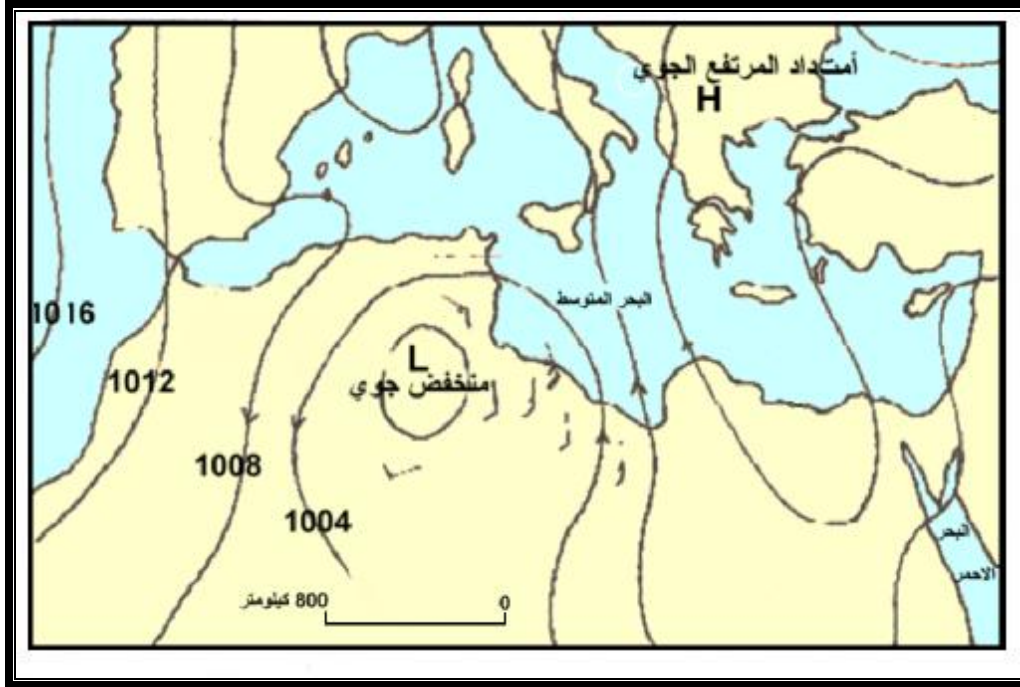 أمتداد المرتفع الجوي
H
البحر المتوسط
1016
L
منخفض جوي
1012
1008
1004
البحر
الاحمر
800 كيلومتر 0